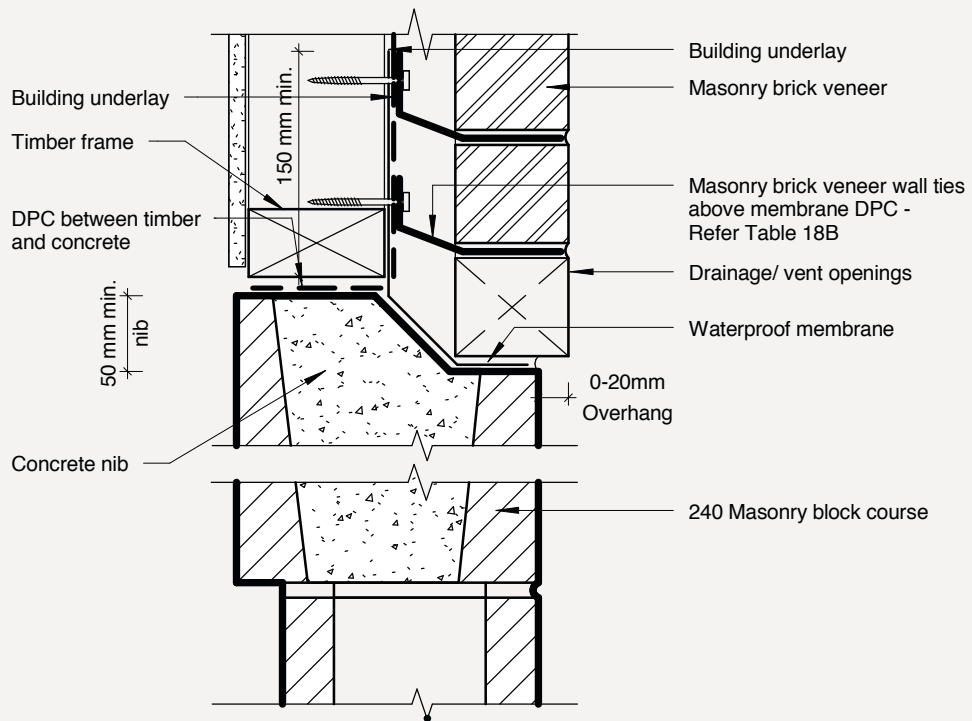 Building underlay
Timber frame
DPC between timber
and concrete
150 mm min.
50 mm min.
nib
Concrete nib
Building underlay
Masonry brick veneer
Masonry brick veneer wall ties
above membrane DPC -
Refer Table 18B
Drainage/ vent openings
Waterproof membrane
0-20mm
Overhang
240 Masonry block course